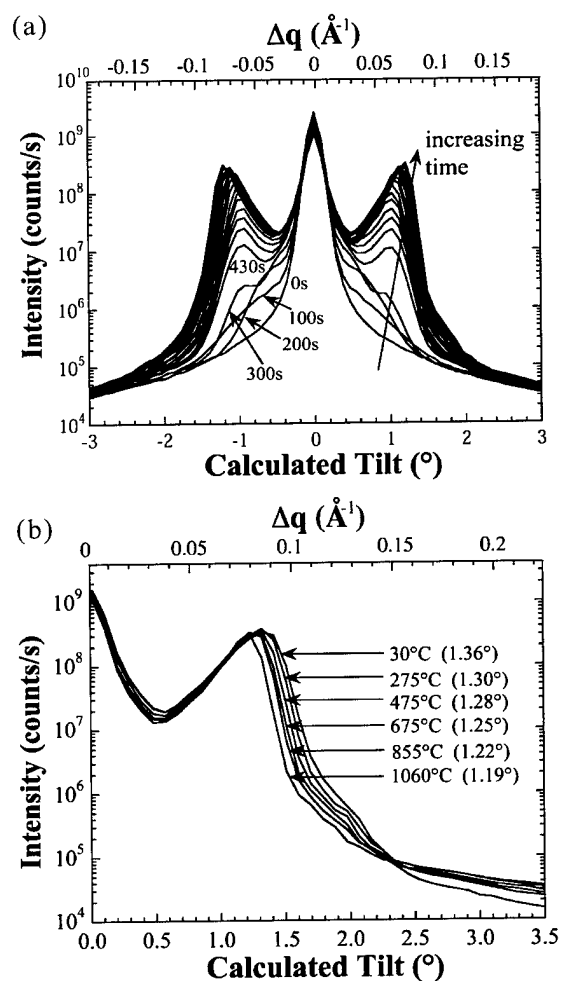 (a)
Δq (Å⁻¹)
-0.15 -0.1 -0.05 0 0.05 0.1 0.15
Intensity (counts/s)
10¹⁰
10⁹
10⁸
10⁷
10⁶
10⁵
10⁴
increasing
time
430s
0s
100s
200s
300s
-3 -2 -1 0 1 2 3
Calculated Tilt (°)
(b)
Δq (Å⁻¹)
0 0.05 0.1 0.15 0.2
Intensity (counts/s)
10⁹
10⁸
10⁷
10⁶
10⁵
10⁴
30°C (1.36°)
275°C (1.30°)
475°C (1.28°)
675°C (1.25°)
855°C (1.22°)
1060°C (1.19°)
0.0 0.5 1.0 1.5 2.0 2.5 3.0 3.5
Calculated Tilt (°)